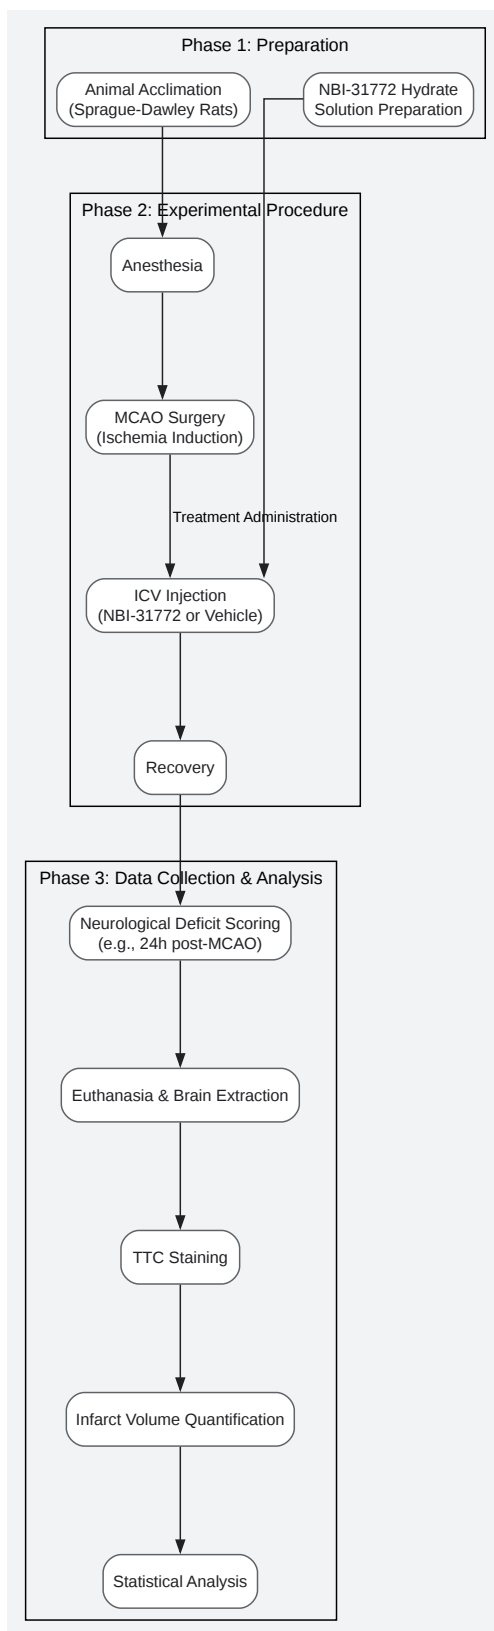 Phase 1: Preparation
Animal Acclimation
(Sprague-Dawley Rats)
NBI-31772 Hydrate
Solution Preparation
Phase 2: Experimental Procedure
Anesthesia
MCAO Surgery
(Ischemia Induction)
Treatment Administration
ICV Injection
(NBI-31772 or Vehicle)
Recovery
Phase 3: Data Collection & Analysis
Neurological Deficit Scoring
(e.g., 24h post-MCAO)
Euthanasia & Brain Extraction
TTC Staining
Infarct Volume Quantification
Statistical Analysis